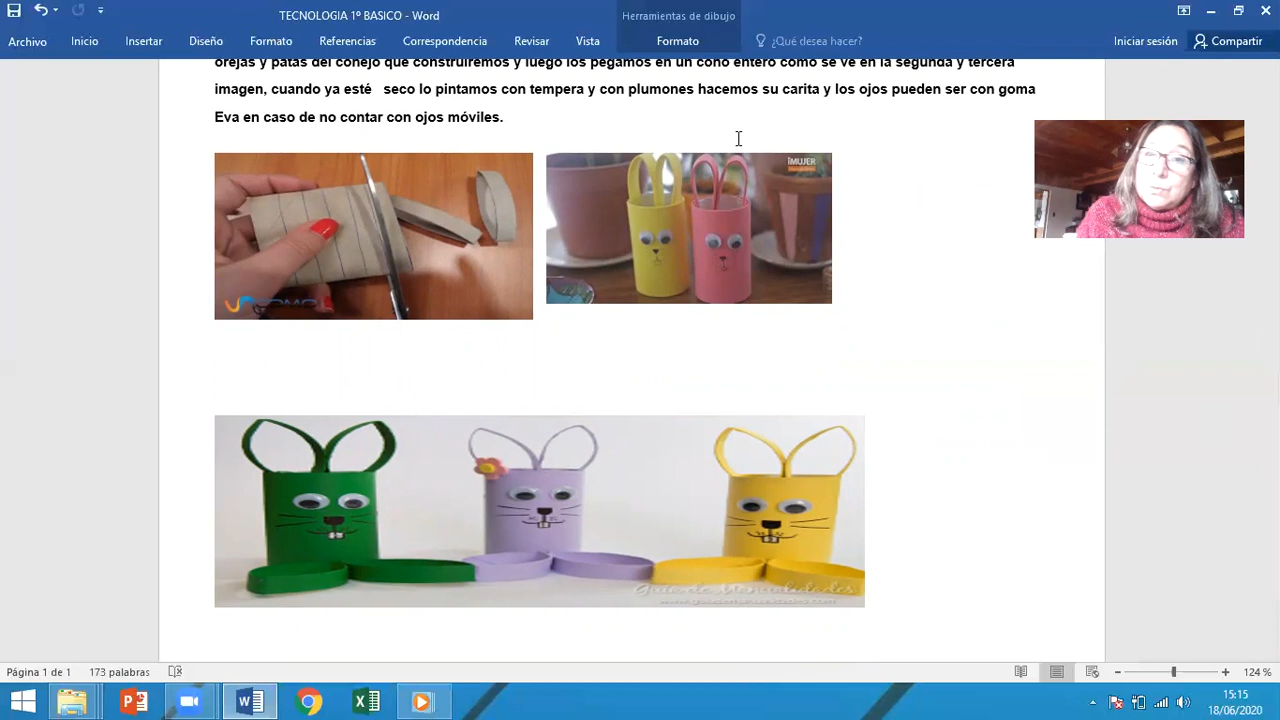 TECNOLOGIA 1º BASICO - Word
Herramientas de dibujo
Archivo Inicio Insertar Diseño Formato Referencias Correspondencia Revisar Vista Formato ¿Qué desea hacer? Iniciar sesión Compartir
orejas y patas del conejo que construiremos y luego los pegamos en un cono entero como se ve en la segunda y tercera
imagen, cuando ya esté seco lo pintamos con tempera y con plumones hacemos su carita y los ojos pueden ser con goma
Eva en caso de no contar con ojos móviles.
iMUJER
Guía de Manualidades
Página 1 de 1 173 palabras 124 %
15:15
18/06/2020